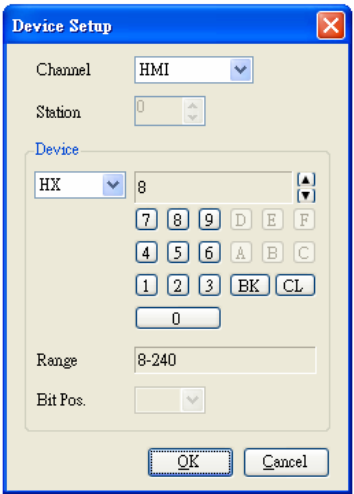 Device Setup
Channel HMI
Station 0
Device
HX 8
7 8 9 D E F
4 5 6 A B C
1 2 3 BK CL
0
Range 8-240
Bit Pos.
OK Cancel